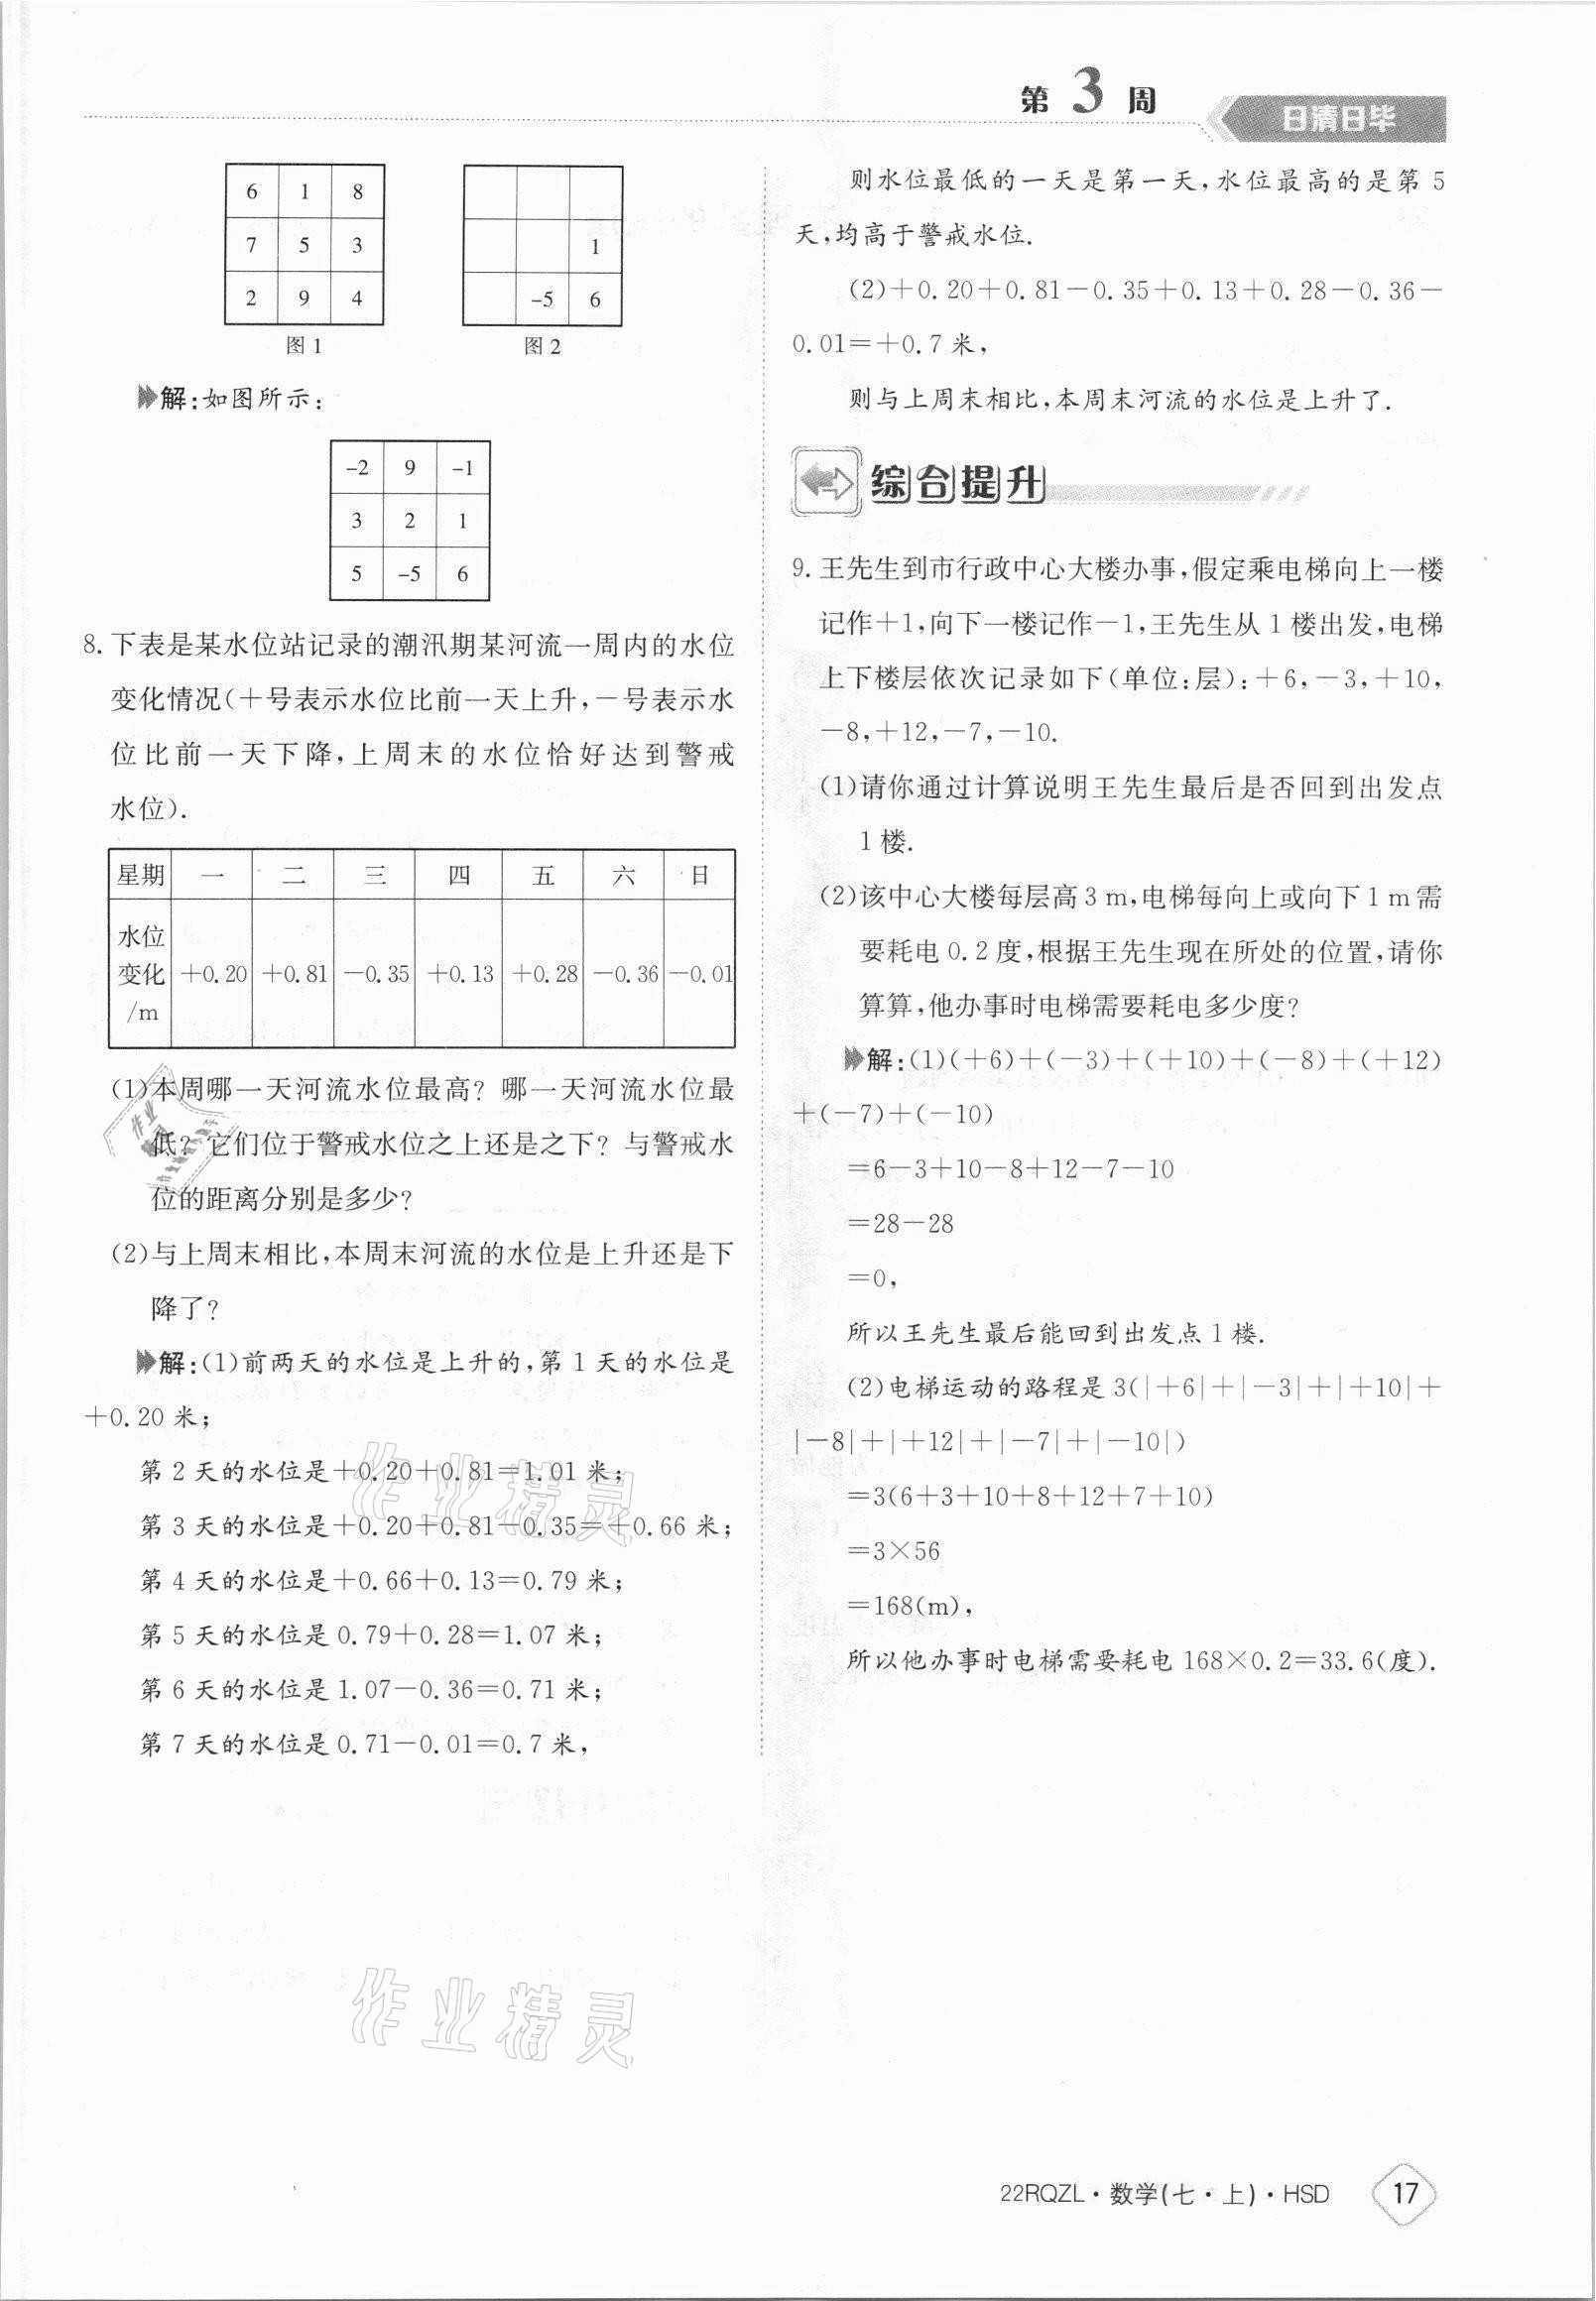 第3周
日清日毕
6 1 8
7 5 3
2 9 4
图1
1
-5 6
图2
解:如图所示:
-2 9 -1
3 2 1
5 -5 6
8.下表是某水位站记录的潮汛期某河流一周内的水位
变化情况(+号表示水位比前一天上升,-号表示水
位比前一天下降,上周末的水位恰好达到警戒
水位).
星期 一 二 三 四 五 六 日
水位
变化 +0.20 +0.81 -0.35 +0.13 +0.28 -0.36 -0.01
/m
(1)本周哪一天河流水位最高?哪一天河流水位最
低?它们位于警戒水位之上还是之下?与警戒水
位的距离分别是多少?
(2)与上周末相比,本周末河流的水位是上升还是下
降了?
解:(1)前两天的水位是上升的,第1天的水位是
+0.20米;
第2天的水位是+0.20+0.81=1.01米;
第3天的水位是+0.20+0.81-0.35=+0.66米;
第4天的水位是+0.66+0.13=0.79米;
第5天的水位是0.79+0.28=1.07米;
第6天的水位是1.07-0.36=0.71米;
第7天的水位是0.71-0.01=0.7米,
则水位最低的一天是第一天,水位最高的是第5
天,均高于警戒水位.
(2)+0.20+0.81-0.35+0.13+0.28-0.36-
0.01=+0.7米,
则与上周末相比,本周末河流的水位是上升了.
综合提升
9.王先生到市行政中心大楼办事,假定乘电梯向上一楼
记作+1,向下一楼记作-1,王先生从1楼出发,电梯
上下楼层依次记录如下(单位:层):+6,-3,+10,
-8,+12,-7,-10.
(1)请你通过计算说明王先生最后是否回到出发点
1楼.
(2)该中心大楼每层高3 m,电梯每向上或向下1 m需
要耗电0.2度,根据王先生现在所处的位置,请你
算算,他办事时电梯需要耗电多少度?
解:(1)(+6)+(-3)+(+10)+(-8)+(+12)
+(-7)+(-10)
=6-3+10-8+12-7-10
=28-28
=0,
所以王先生最后能回到出发点1楼.
(2)电梯运动的路程是3(|+6|+|-3|+|+10|+
|-8|+|+12|+|-7|+|-10|)
=3(6+3+10+8+12+7+10)
=3×56
=168(m),
所以他办事时电梯需要耗电168×0.2=33.6(度).
作业精灵
作业精灵
22RQZL·数学(七·上)·HSD
17